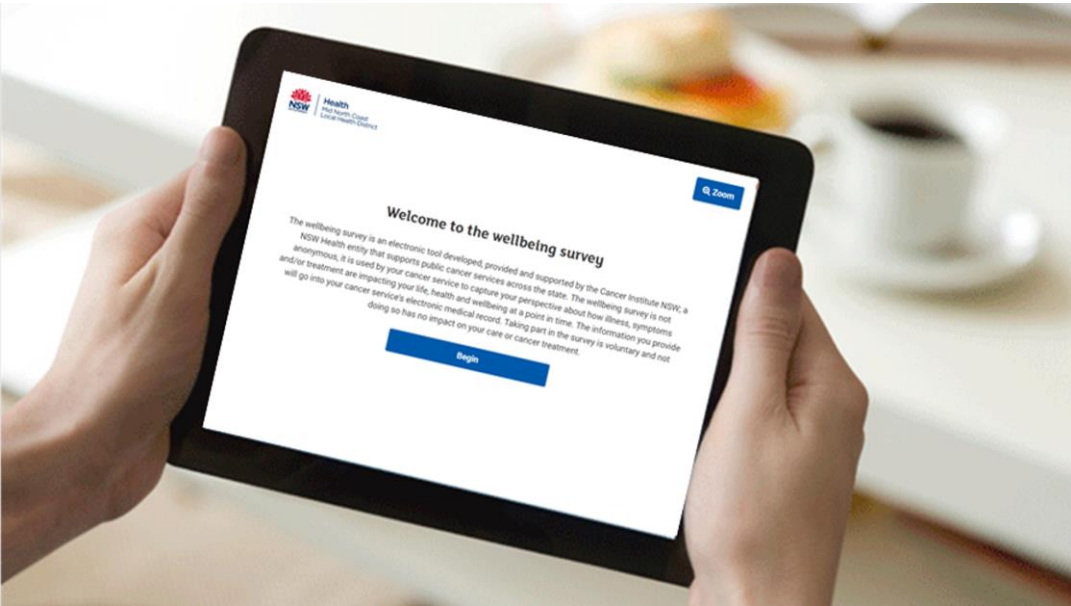 NSW
Health
Mid North Coast
Local Health District
Zoom
Welcome to the wellbeing survey
The wellbeing survey is an electronic tool developed, provided and supported by the Cancer Institute NSW; a
NSW Health entity that supports public cancer services across the state. The wellbeing survey is not
anonymous, it is used by your cancer service to capture your perspective about how illness, symptoms
and/or treatment are impacting your life, health and wellbeing at a point in time. The information you provide
will go into your cancer service's electronic medical record. Taking part in the survey is voluntary and not
doing so has no impact on your care or cancer treatment.
Begin